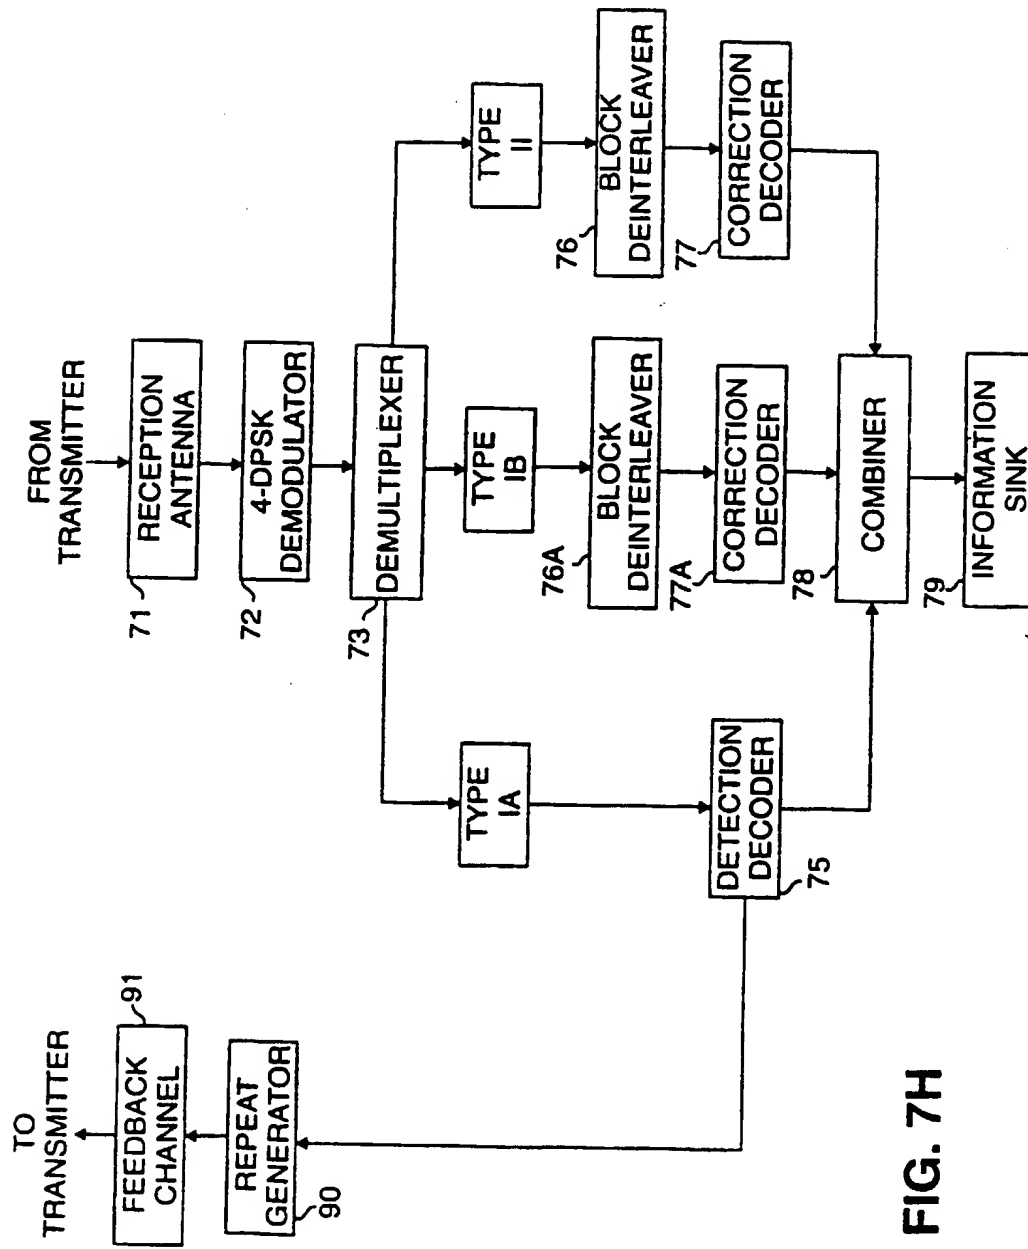 FROM
TRANSMITTER
RECEPTION
ANTENNA
71
4-DPSK
DEMODULATOR
72
DEMULTIPLEXER
73
TYPE
IA
TYPE
IB
TYPE
II
BLOCK
DEINTERLEAVER
76A
BLOCK
DEINTERLEAVER
76
DETECTION
DECODER
75
CORRECTION
DECODER
77A
CORRECTION
DECODER
77
COMBINER
78
INFORMATION
SINK
79
TO
TRANSMITTER
FEEDBACK
CHANNEL
91
REPEAT
GENERATOR
90
FIG. 7H